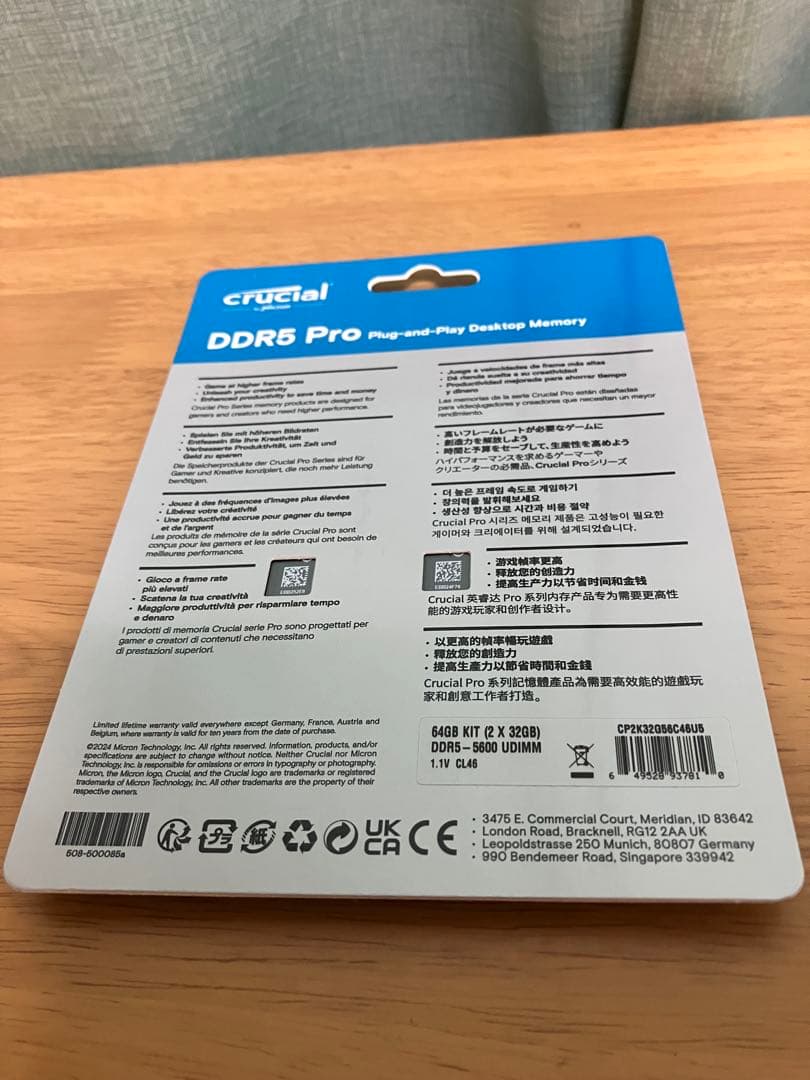 crucial
by Micron
DDR5 Pro Plug-and-Play Desktop Memory
• Game at higher frame rates
• Unleash your creativity
• Enhanced productivity to save time and money
Crucial Pro Series memory products are designed for
gamers and creators who need higher performance.
• Spielen Sie mit höheren Bildraten
• Entfesseln Sie Ihre Kreativität
• Verbesserte Produktivität, um Zeit und
Geld zu sparen
Die Speicherprodukte der Crucial Pro Series sind für
Gamer und Kreative konzipiert, die noch mehr Leistung
benötigen.
• Jouez à des fréquences d'images plus élevées
• Libérez votre créativité
• Une productivité accrue pour gagner du temps
et de l'argent
Les produits de mémoire de la série Crucial Pro sont
conçus pour les gamers et les créateurs qui ont besoin de
meilleures performances.
• Gioco a frame rate
più elevati
• Scatena la tua creatività
• Maggiore produttività per risparmiare tempo
e denaro
I prodotti di memoria Crucial serie Pro sono progettati per
gamer e creatori di contenuti che necessitano
di prestazioni superiori.
• Juega a velocidades de frame más altas
• Dé rienda suelta a su creatividad
• Productividad mejorada para ahorrar tiempo
y dinero
Las memorias de la serie Crucial Pro están diseñadas
para videojugadores y creadores que necesitan un mayor
rendimiento.
• 高いフレームレートが必要なゲームに
• 創造力を解放しよう
• 時間と予算をセーブして、生産性を高めよう
ハイパフォーマンスを求めるゲーマーや
クリエーターの必需品、Crucial Proシリーズ
• 더 높은 프레임 속도로 게임하기
• 창의력을 발휘해보세요
• 생산성 향상으로 시간과 비용 절약
Crucial Pro 시리즈 메모리 제품은 고성능이 필요한
게이머와 크리에이터를 위해 설계되었습니다.
• 游戏帧率更高
• 释放您的创造力
• 提高生产力以节省时间和金钱
Crucial 英睿达 Pro 系列内存产品专为需要更高性
能的游戏玩家和创作者设计。
• 以更高的幀率暢玩遊戲
• 釋放您的創造力
• 提高生產力以節省時間和金錢
Crucial Pro 系列記憶體產品為需要高效能的遊戲玩
家和創意工作者打造。
Limited lifetime warranty valid everywhere except Germany, France, Austria and
Belgium, where warranty is valid for ten years from the date of purchase.
©2024 Micron Technology, Inc. All rights reserved. Information, products, and/or
specifications are subject to change without notice. Neither Crucial nor Micron
Technology, Inc. is responsible for omissions or errors in typography or photography.
Micron, the Micron logo, Crucial, and the Crucial logo are trademarks or registered
trademarks of Micron Technology, Inc. All other trademarks are the property of their
respective owners.
64GB KIT (2 X 32GB)
DDR5-5600 UDIMM
1.1V CL46
CP2K32G56C46U5
6 49528 93781 0
508-500085a
プラ
紙
UK
CA
CE
• 3475 E. Commercial Court, Meridian, ID 83642
• London Road, Bracknell, RG12 2AA UK
• Leopoldstrasse 250 Munich, 80807 Germany
• 990 Bendemeer Road, Singapore 339942